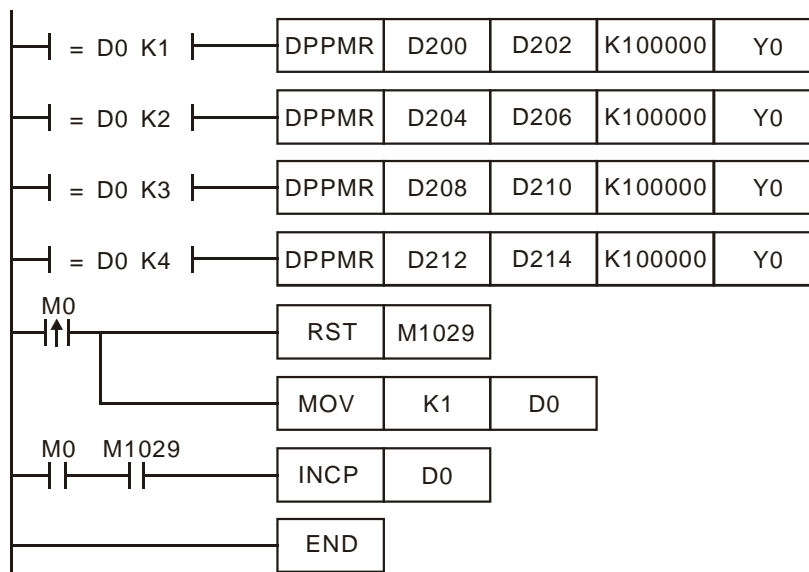 = D0 K1 DPPMR D200 D202 K100000 Y0
= D0 K2 DPPMR D204 D206 K100000 Y0
= D0 K3 DPPMR D208 D210 K100000 Y0
= D0 K4 DPPMR D212 D214 K100000 Y0
M0
RST M1029
MOV K1 D0
M0 M1029
INCP D0
END